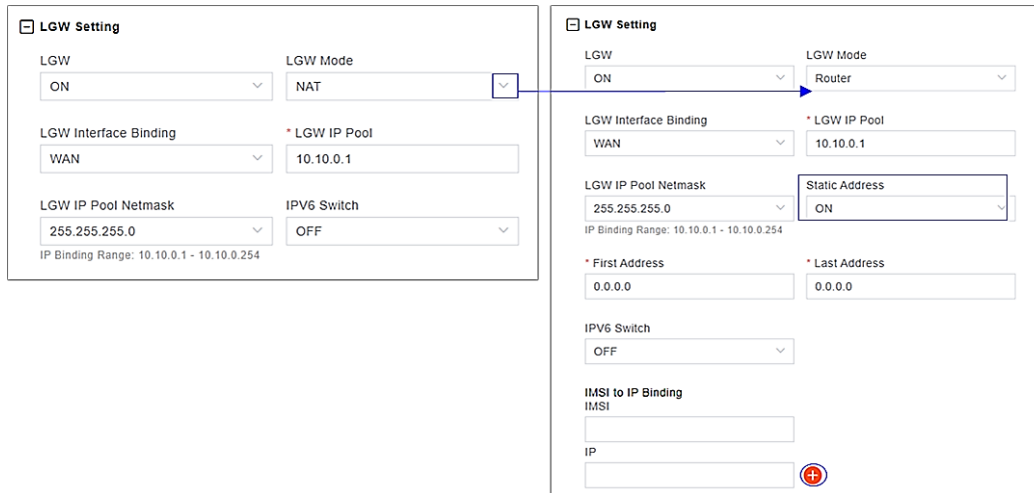 LGW Setting
LGW
LGW Mode
ON
NAT
LGW Interface Binding
* LGW IP Pool
WAN
10.10.0.1
LGW IP Pool Netmask
IPV6 Switch
255.255.255.0
OFF
IP Binding Range: 10.10.0.1 - 10.10.0.254
LGW Setting
LGW
LGW Mode
ON
Router
LGW Interface Binding
* LGW IP Pool
WAN
10.10.0.1
LGW IP Pool Netmask
Static Address
255.255.255.0
ON
IP Binding Range: 10.10.0.1 - 10.10.0.254
* First Address
* Last Address
0.0.0.0
0.0.0.0
IPV6 Switch
OFF
IMSI to IP Binding
IMSI
IP